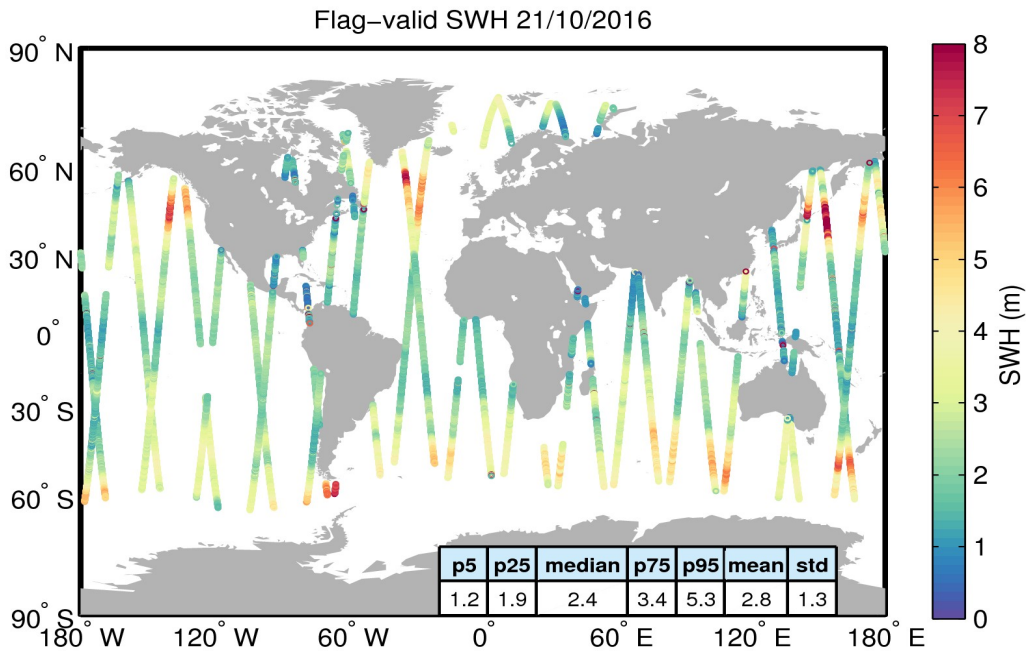 Flag−valid SWH 21/10/2016
90° N
60° N
30° N
0°
30° S
60° S
90° S
180° W
120° W
60° W
0°
60° E
120° E
180° E
p5 p25 median p75 p95 mean std
1.2 1.9 2.4 3.4 5.3 2.8 1.3
8
7
6
5
4
3
2
1
0
SWH (m)